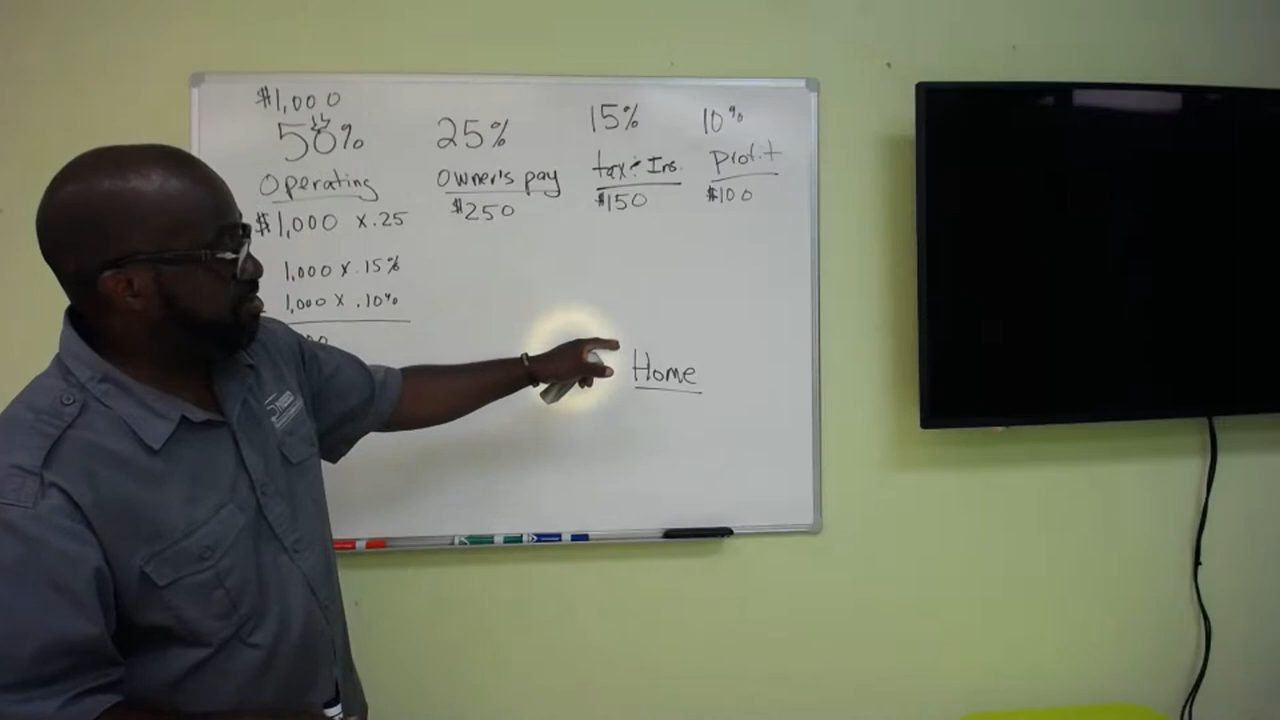 $1,000
50%
Operating
$1,000 x .25
1,000 x .15%
1,000 x .10%
25%
Owner's pay
$250
15%
tax: Ins.
$150
10%
Profit
$100
Home